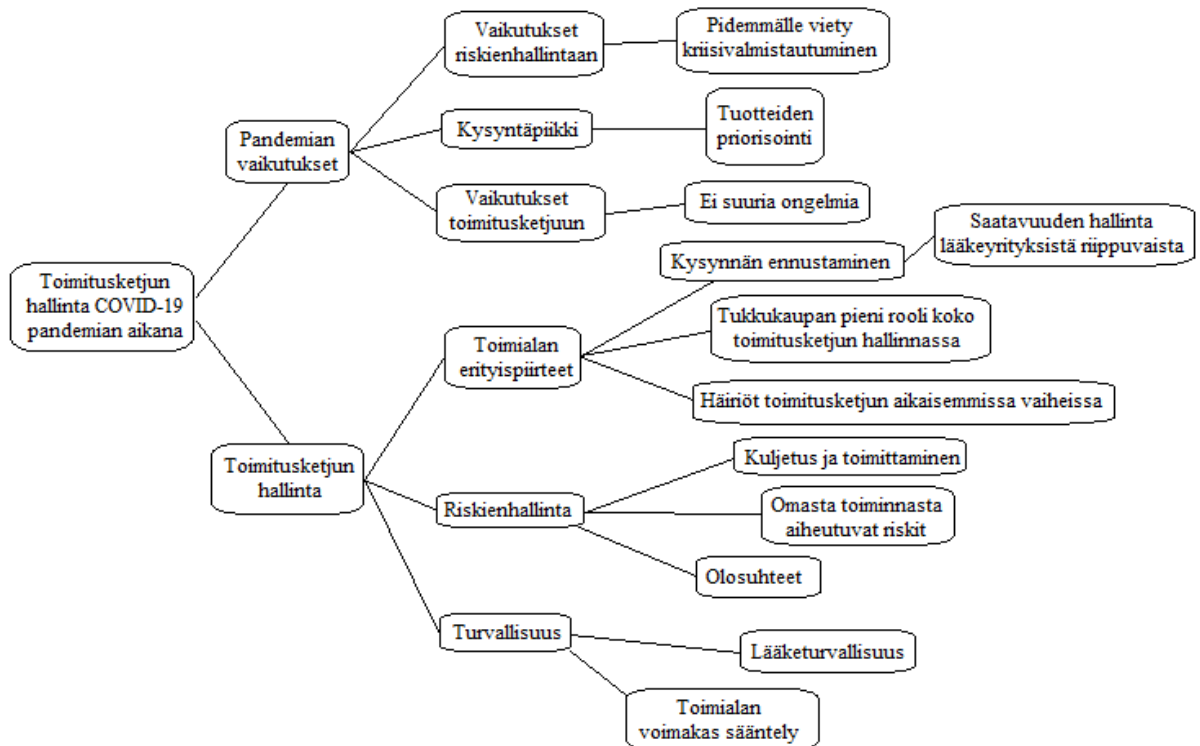 Vaikutukset
riskienhallintaan
Pidemmälle viety
kriisivalmistautuminen
Pandemian
vaikutukset
Kysyntäpiikki
Tuotteiden
priorisointi
Vaikutukset
toimitusketjuun
Ei suuria ongelmia
Toimitusketjun
hallinta COVID-19
pandemian aikana
Kysynnän ennustaminen
Saatavuuden hallinta
lääkeyrityksistä riippuvaista
Toimialan
erityispiirteet
Tukkukaupan pieni rooli koko
toimitusketjun hallinnassa
Häiriöt toimitusketjun aikaisemmissa vaiheissa
Toimitusketjun
hallinta
Riskienhallinta
Kuljetus ja toimittaminen
Omasta toiminnasta
aiheutuvat riskit
Olosuhteet
Turvallisuus
Lääketurvallisuus
Toimialan
voimakas sääntely